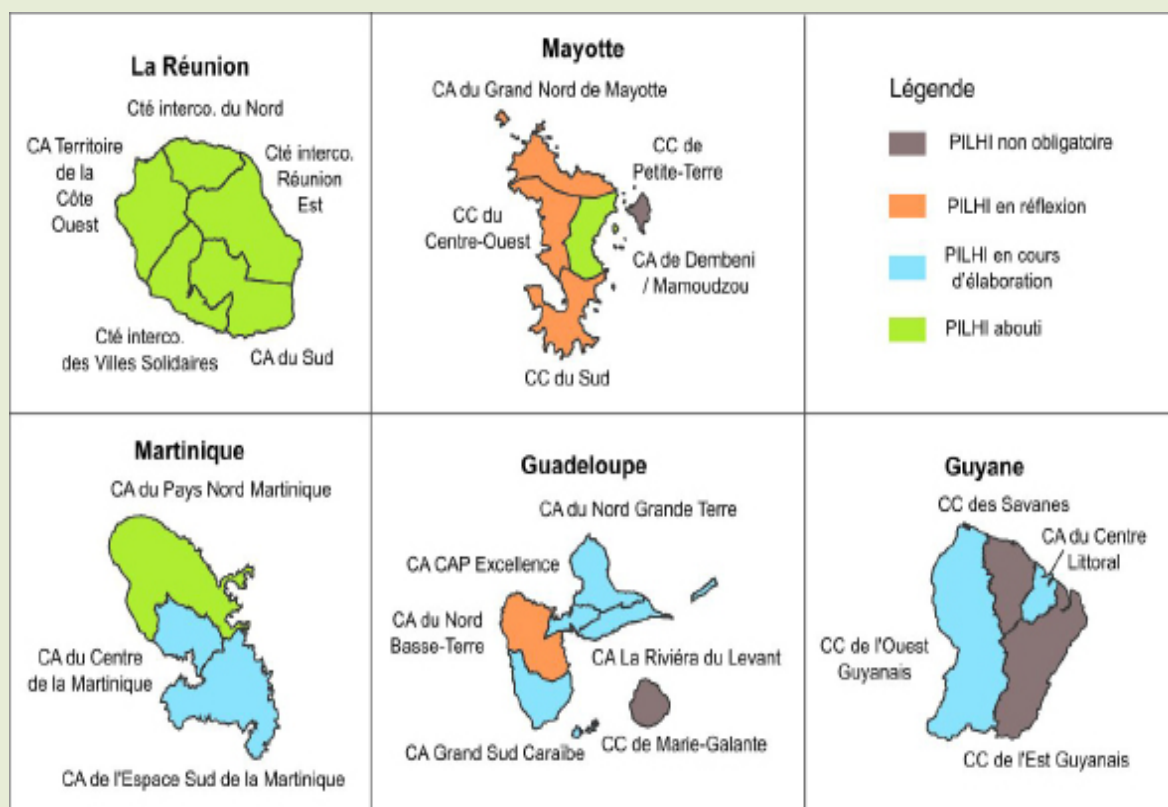 La Réunion
Cté interco. du Nord
CA Territoire
de la
Côte
Ouest
Cté interco.
Réunion
Est
Cté interco.
des Villes Solidaires
CA du Sud
Mayotte
CA du Grand Nord de Mayotte
CC de
Petite-Terre
CC du
Centre-Ouest
CA de Dembeni
/ Mamoudzou
CC du Sud
Légende
PILHI non obligatoire
PILHI en réflexion
PILHI en cours
d'élaboration
PILHI abouti
Martinique
CA du Pays Nord Martinique
CA du Centre
de la Martinique
CA de l'Espace Sud de la Martinique
Guadeloupe
CA du Nord Grande Terre
CA CAP Excellence
CA du Nord
Basse-Terre
CA La Riviéra du Levant
CA Grand Sud Caraïbe
CC de Marie-Galante
Guyane
CC des Savanes
CA du Centre
Littoral
CC de l'Ouest
Guyanais
CC de l'Est Guyanais